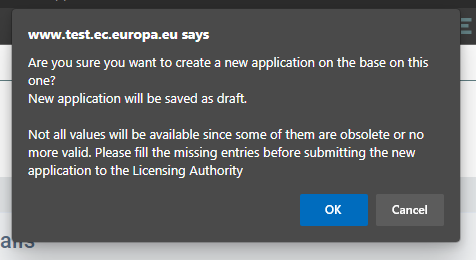 www.test.ec.europa.eu says
Are you sure you want to create a new application on the base on this
one?
New application will be saved as draft.
Not all values will be available since some of them are obsolete or no
more valid. Please fill the missing entries before submitting the new
application to the Licensing Authority
OK
Cancel